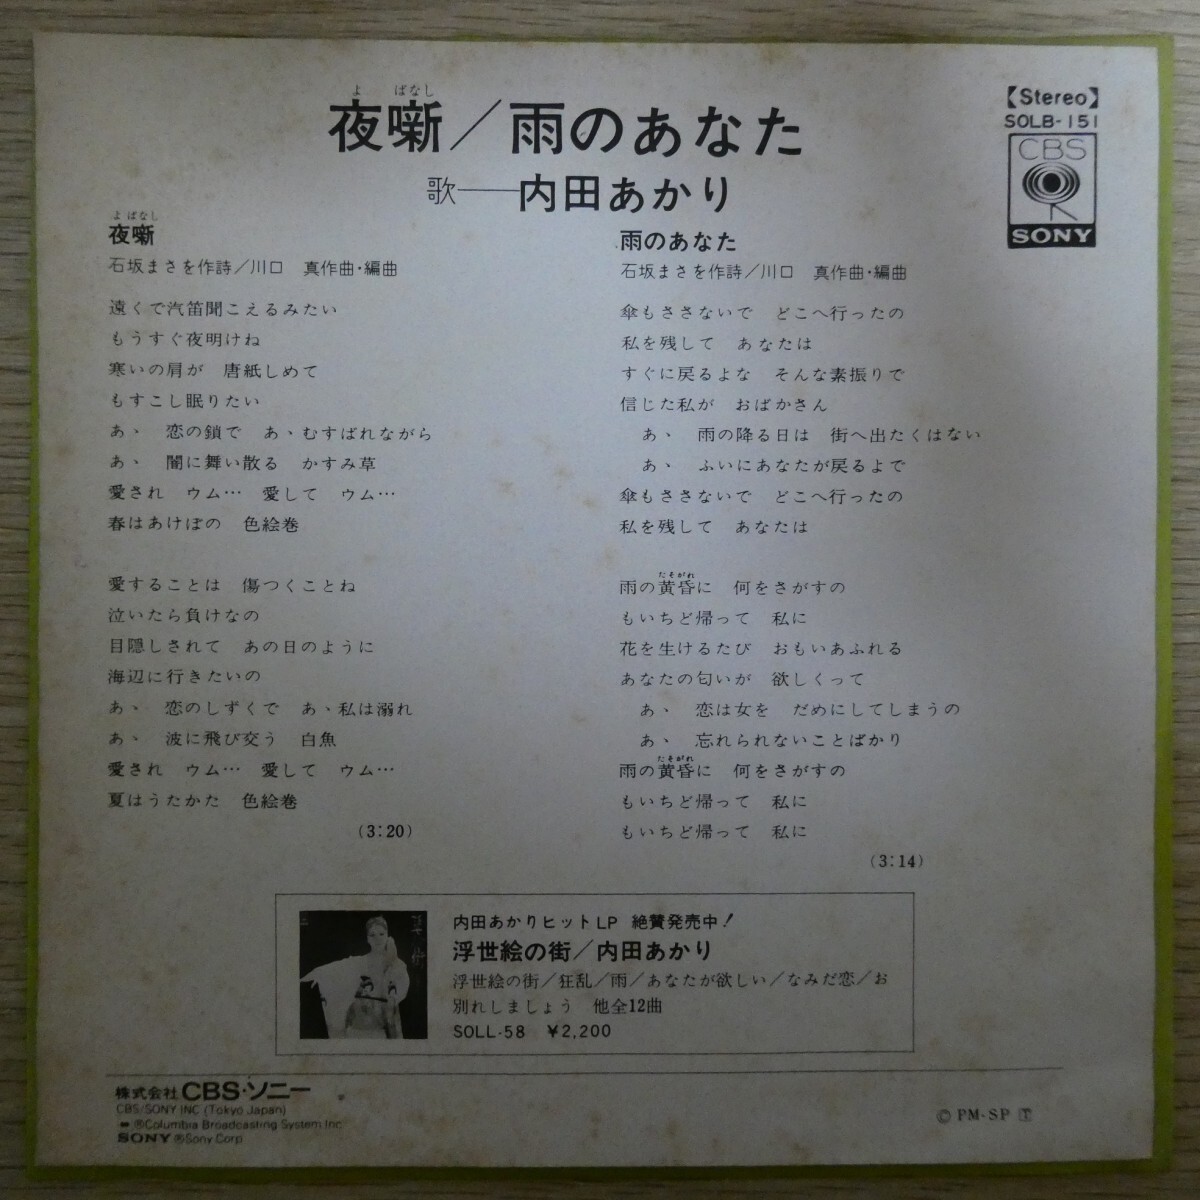 よ ばなし
夜噺／雨のあなた
歌——内田あかり
【Stereo】
SOLB-151
CBS
SONY
よ ばなし
夜噺
石坂まさを作詩／川口　真作曲・編曲
遠くで汽笛聞こえるみたい
もうすぐ夜明けね
寒いの肩が　唐紙しめて
もすこし眠りたい
あゝ　恋の鎖で　あゝむすばれながら
あゝ　闇に舞い散る　かすみ草
愛され　ウム…　愛して　ウム…
春はあけぼの　色絵巻
愛することは　傷つくことね
泣いたら負けなの
目隠しされて　あの日のように
海辺に行きたいの
あゝ　恋のしずくで　あゝ私は溺れ
あゝ　波に飛び交う　白魚
愛され　ウム…　愛して　ウム…
夏はうたかた　色絵巻
(3:20)
雨のあなた
石坂まさを作詩／川口　真作曲・編曲
傘もささないで　どこへ行ったの
私を残して　あなたは
すぐに戻るよな　そんな素振りで
信じた私が　おばかさん
あゝ　雨の降る日は　街へ出たくはない
あゝ　ふいにあなたが戻るよで
傘もささないで　どこへ行ったの
私を残して　あなたは
たそがれ
雨の黄昏に　何をさがすの
もいちど帰って　私に
花を生けるたび　おもいあふれる
あなたの匂いが　欲しくって
あゝ　恋は女を　だめにしてしまうの
あゝ　忘れられないことばかり
たそがれ
雨の黄昏に　何をさがすの
もいちど帰って　私に
もいちど帰って　私に
(3:14)
内田あかりヒットLP　絶賛発売中！
浮世絵の街／内田あかり
浮世絵の街／狂乱／雨／あなたが欲しい／なみだ恋／お
別れしましょう　他全12曲
SOLL-58　¥2,200
株式会社CBS・ソニー
CBS/SONY INC (Tokyo Japan)
®Columbia Broadcasting System Inc
SONY ®Sony Corp
© PM-SP Ⓣ